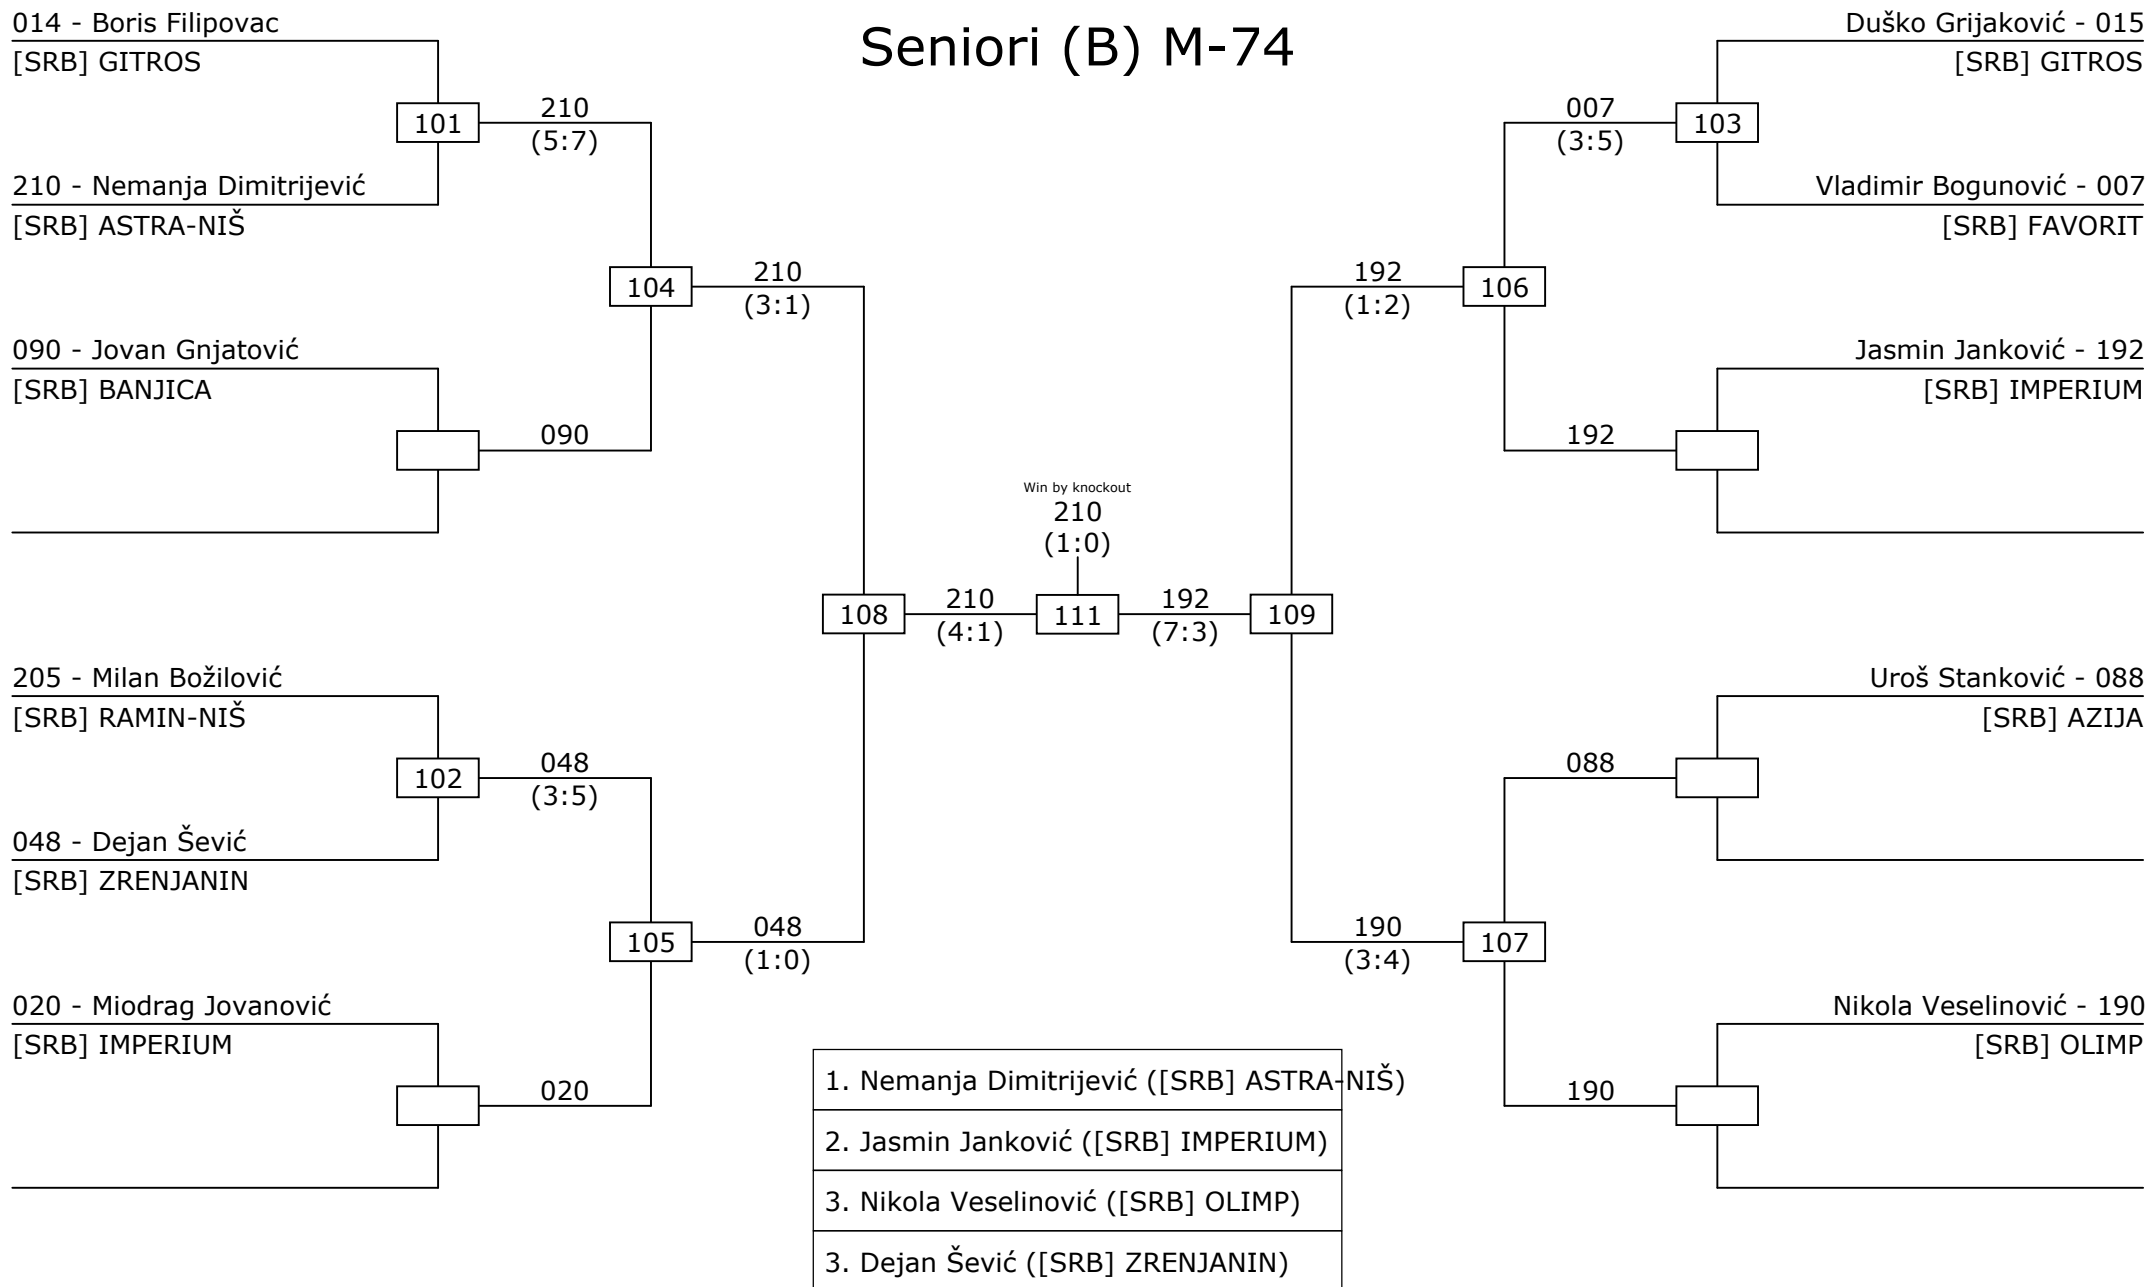 Seniori (B) M-74
014 - Boris Filipovac
[SRB] GITROS
101
210
(5:7)
210 - Nemanja Dimitrijević
[SRB] ASTRA-NIŠ
104
210
(3:1)
090 - Jovan Gnjatović
[SRB] BANJICA
090
205 - Milan Božilović
[SRB] RAMIN-NIŠ
102
048
(3:5)
048 - Dejan Šević
[SRB] ZRENJANIN
105
048
(1:0)
020 - Miodrag Jovanović
[SRB] IMPERIUM
020
108
210
(4:1)
Win by knockout
210
(1:0)
111
192
(7:3)
109
Duško Grijaković - 015
[SRB] GITROS
007
(3:5)
103
Vladimir Bogunović - 007
[SRB] FAVORIT
192
(1:2)
106
Jasmin Janković - 192
[SRB] IMPERIUM
192
Uroš Stanković - 088
[SRB] AZIJA
088
190
(3:4)
107
Nikola Veselinović - 190
[SRB] OLIMP
190
1. Nemanja Dimitrijević ([SRB] ASTRA-NIŠ)
2. Jasmin Janković ([SRB] IMPERIUM)
3. Nikola Veselinović ([SRB] OLIMP)
3. Dejan Šević ([SRB] ZRENJANIN)